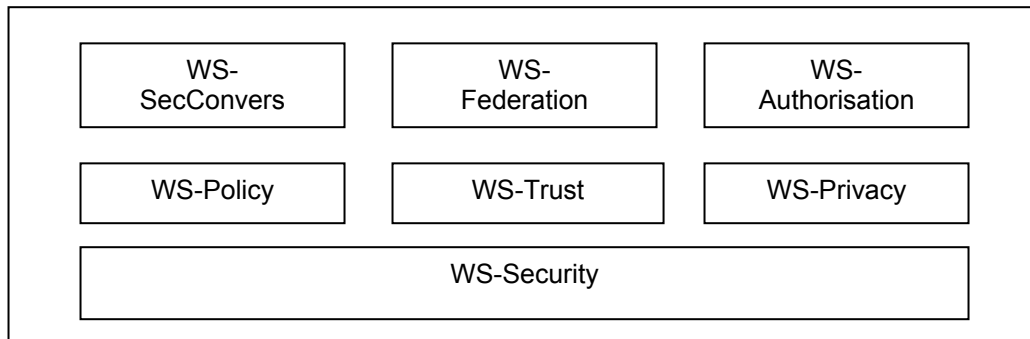 WS-
SecConvers
WS-
Federation
WS-
Authorisation
WS-Policy
WS-Trust
WS-Privacy
WS-Security